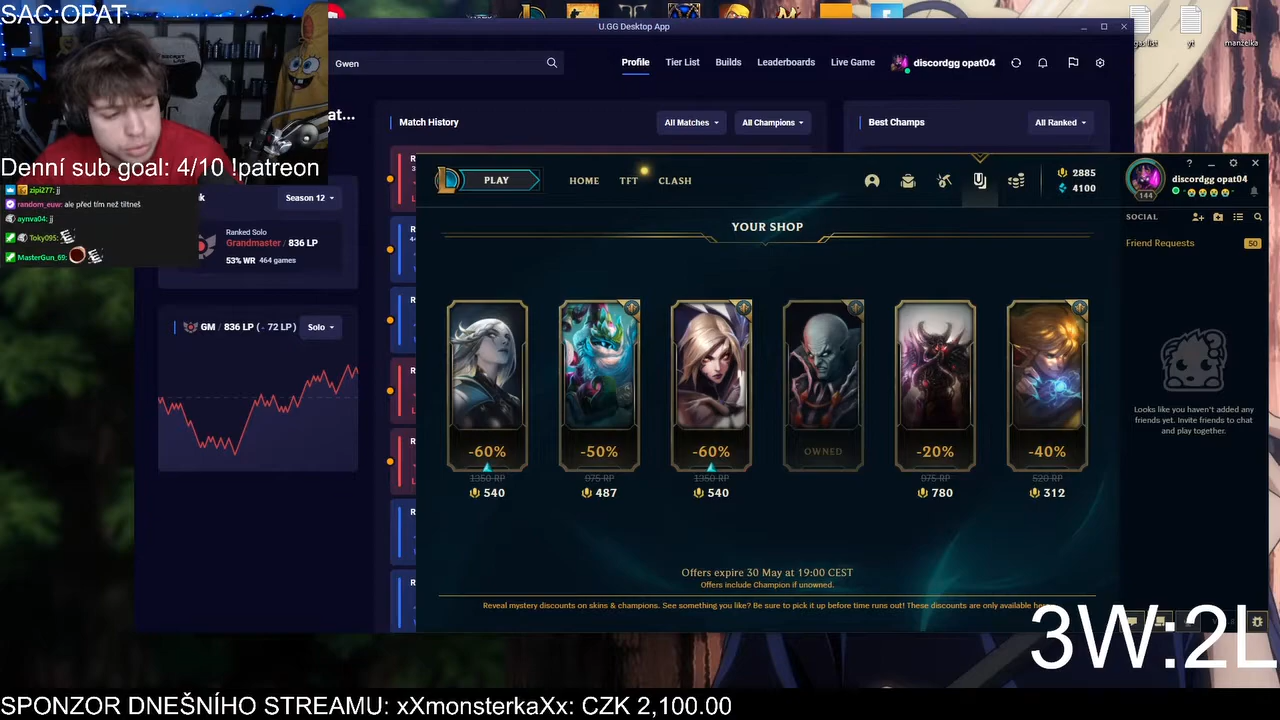 SAC:OPAT
Denní sub goal: 4/10 !patreon
zipi277: jj
random_euw: ale před tím než tiltneš
aynva04: jj
Toky095:
MasterGun_69:
U.GG Desktop App
Gwen
Profile
Tier List
Builds
Leaderboards
Live Game
discordgg opat04
gas list
yt
manželka
at...
Match History
All Matches
All Champions
Best Champs
All Ranked
Season 12
Ranked Solo
Grandmaster / 836 LP
53% WR 464 games
GM / 836 LP ( - 72 LP )
Solo
PLAY
HOME
TFT
CLASH
2885
4100
144
discordgg opat04
SOCIAL
Friend Requests
50
YOUR SHOP
-60%
-50%
-60%
OWNED
-20%
-40%
1350 RP
975 RP
1350 RP
975 RP
520 RP
540
487
540
780
312
Looks like you haven't added any
friends yet. Invite friends to chat
and play together.
Offers expire 30 May at 19:00 CEST
Offers include Champion if unowned.
Reveal mystery discounts on skins & champions. See something you like? Be sure to pick it up before time runs out! These discounts are only available
3W:2L
SPONZOR DNEŠNÍHO STREAMU: xXmonsterkaXx: CZK 2,100.00